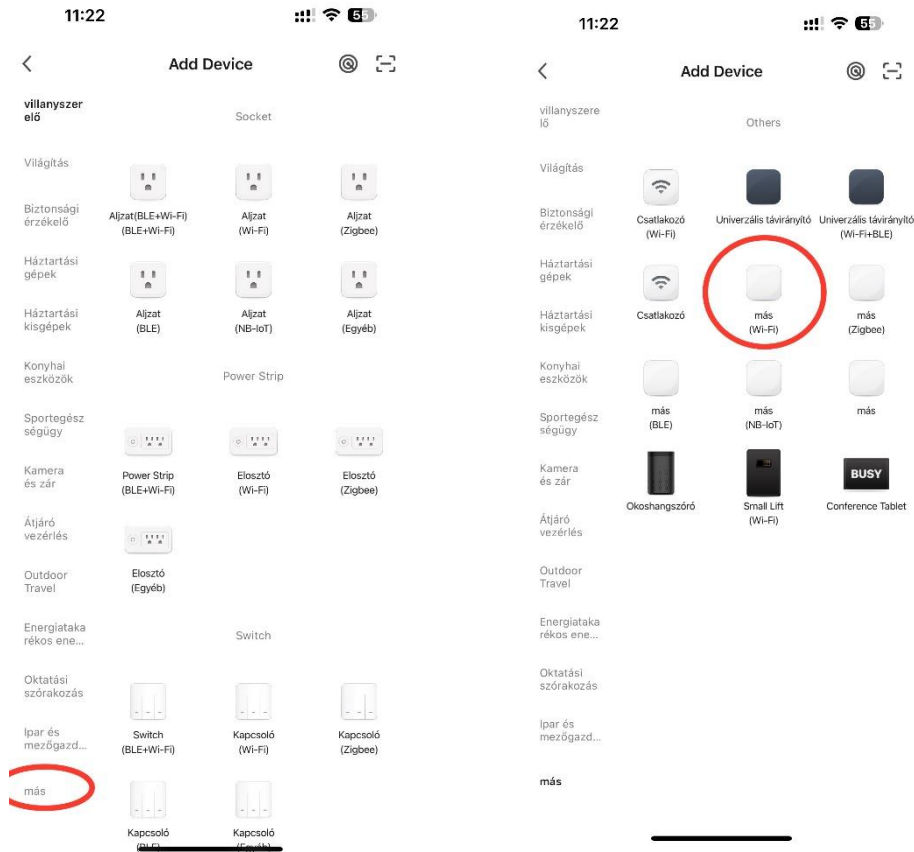 11:22
55
Add Device
villanyszer
elő
Világítás
Biztonsági
érzékelő
Háztartási
gépek
Háztartási
kisgépek
Konyhai
eszközök
Sportegész
ségügy
Kamera
és zár
Átjáró
vezérlés
Outdoor
Travel
Energiataka
rékos ene...
Oktatási
szórakozás
Ipar és
mezőgazd...
más
Socket
Aljzat(BLE+Wi-Fi)
(BLE+Wi-Fi)
Aljzat
(Wi-Fi)
Aljzat
(Zigbee)
Aljzat
(BLE)
Aljzat
(NB-IoT)
Aljzat
(Egyéb)
Power Strip
Power Strip
(BLE+Wi-Fi)
Elosztó
(Wi-Fi)
Elosztó
(Zigbee)
Elosztó
(Egyéb)
Switch
Switch
(BLE+Wi-Fi)
Kapcsoló
(Wi-Fi)
Kapcsoló
(Zigbee)
Kapcsoló
(BLE)
Kapcsoló
(Egyéb)
11:22
55
Add Device
villanyszere
lő
Világítás
Biztonsági
érzékelő
Háztartási
gépek
Háztartási
kisgépek
Konyhai
eszközök
Sportegész
ségügy
Kamera
és zár
Átjáró
vezérlés
Outdoor
Travel
Energiataka
rékos ene...
Oktatási
szórakozás
Ipar és
mezőgazd...
más
Others
Csatlakozó
(Wi-Fi)
Univerzális távirányító
Univerzális távirányító
(Wi-Fi+BLE)
Csatlakozó
más
(Wi-Fi)
más
(Zigbee)
más
(BLE)
más
(NB-IoT)
más
Okoshangszóró
Small Lift
(Wi-Fi)
BUSY
Conference Tablet